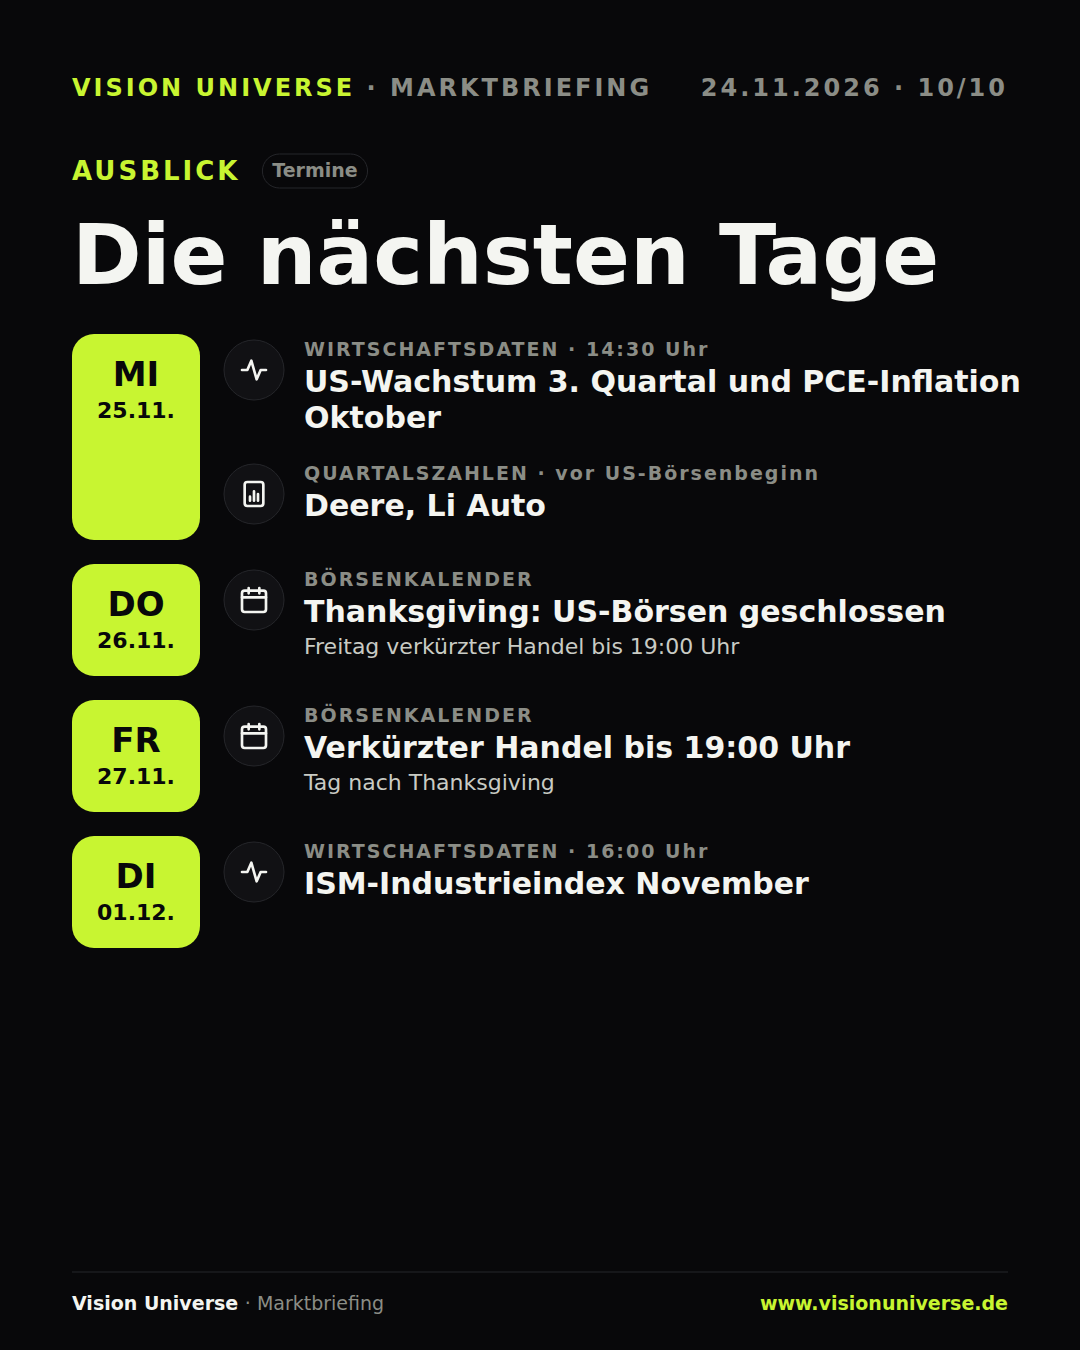 VISION UNIVERSE · MARKTBRIEFING 24.11.2026 · 10/10
AUSBLICK Termine
Die nächsten Tage
MI
25.11.
WIRTSCHAFTSDATEN · 14:30 Uhr
US-Wachstum 3. Quartal und PCE-Inflation
Oktober
QUARTALSZAHLEN · vor US-Börsenbeginn
Deere, Li Auto
DO
26.11.
BÖRSENKALENDER
Thanksgiving: US-Börsen geschlossen
Freitag verkürzter Handel bis 19:00 Uhr
FR
27.11.
BÖRSENKALENDER
Verkürzter Handel bis 19:00 Uhr
Tag nach Thanksgiving
DI
01.12.
WIRTSCHAFTSDATEN · 16:00 Uhr
ISM-Industrieindex November
Vision Universe · Marktbriefing www.visionuniverse.de